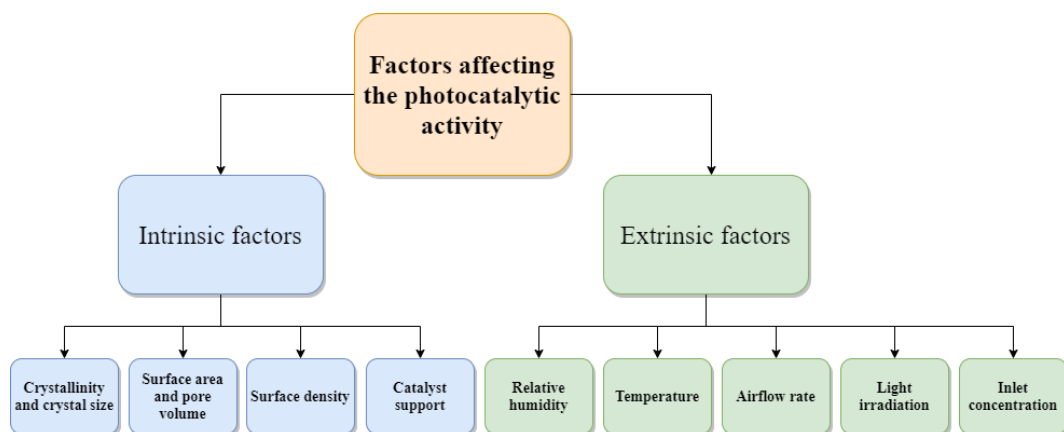 Factors affecting
the photocatalytic
activity
Intrinsic factors
Extrinsic factors
Crystallinity
and crystal size
Surface area
and pore
volume
Surface density
Catalyst
support
Relative
humidity
Temperature
Airflow rate
Light
irradiation
Inlet
concentration